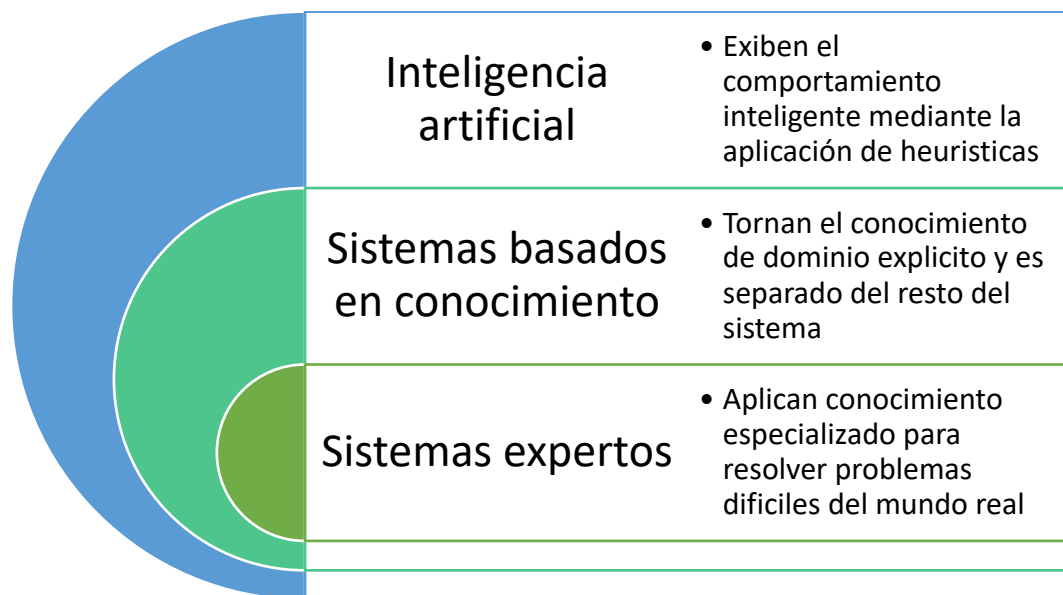 Inteligencia
artificial
• Exiben el
comportamiento
inteligente mediante la
aplicación de heuristicas
Sistemas basados
en conocimiento
• Tornan el conocimiento
de dominio explicito y es
separado del resto del
sistema
Sistemas expertos
• Aplican conocimiento
especializado para
resolver problemas
dificiles del mundo real